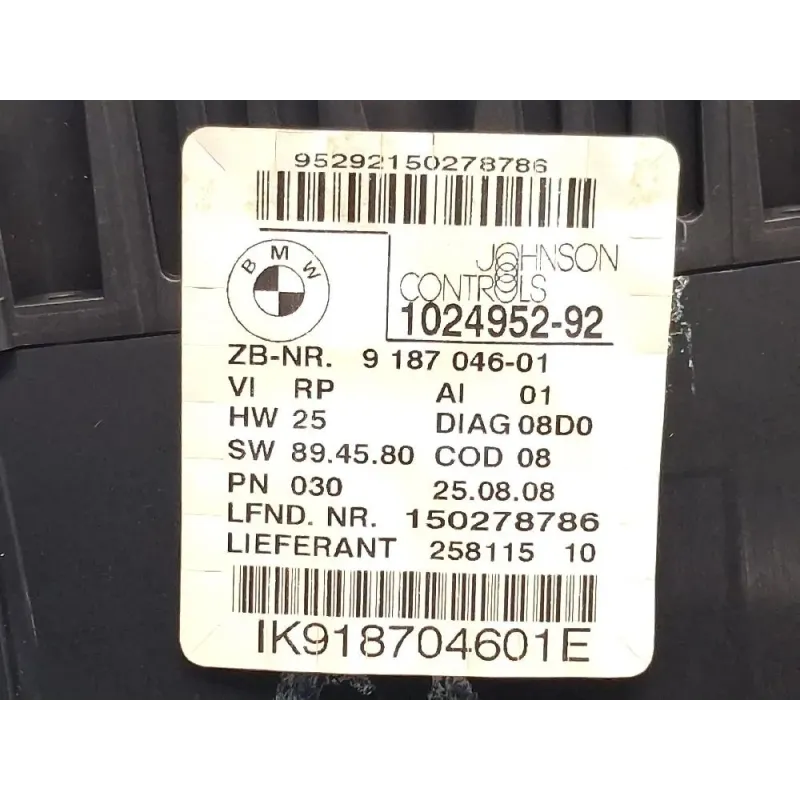 95292150278786
BMW
JOHNSON
CONTROLS
1024952-92
ZB-NR. 9 187 046-01
VI RP AI 01
HW 25 DIAG 08D0
SW 89.45.80 COD 08
PN 030 25.08.08
LFND. NR. 150278786
LIEFERANT 258115 10
IK918704601E